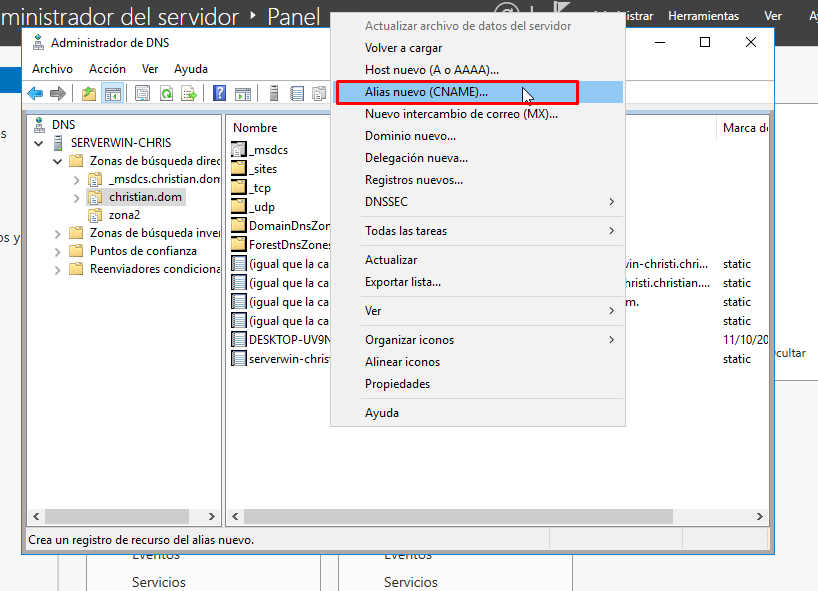 Administrador del servidor ‣ Panel
Administrar Herramientas Ver
Administrador de DNS
Archivo Acción Ver Ayuda
DNS
SERVERWIN-CHRIS
Zonas de búsqueda direc
_msdcs.christian.dom
christian.dom
zona2
Zonas de búsqueda inver
Puntos de confianza
Reenviadores condiciona
Nombre
Marca de
_msdcs
_sites
_tcp
_udp
DomainDnsZon
ForestDnsZones
(igual que la ca
win-christi.chri... static
(igual que la ca
hristi.christian.... static
(igual que la ca
m. static
(igual que la ca
static
DESKTOP-UV9N
11/10/20
serverwin-christ
static
Actualizar archivo de datos del servidor
Volver a cargar
Host nuevo (A o AAAA)...
Alias nuevo (CNAME)...
Nuevo intercambio de correo (MX)...
Dominio nuevo...
Delegación nueva...
Registros nuevos...
DNSSEC
Todas las tareas
Actualizar
Exportar lista...
Ver
Organizar iconos
Alinear iconos
Propiedades
Ayuda
cultar
Crea un registro de recurso del alias nuevo.
Eventos
Eventos
Servicios
Servicios